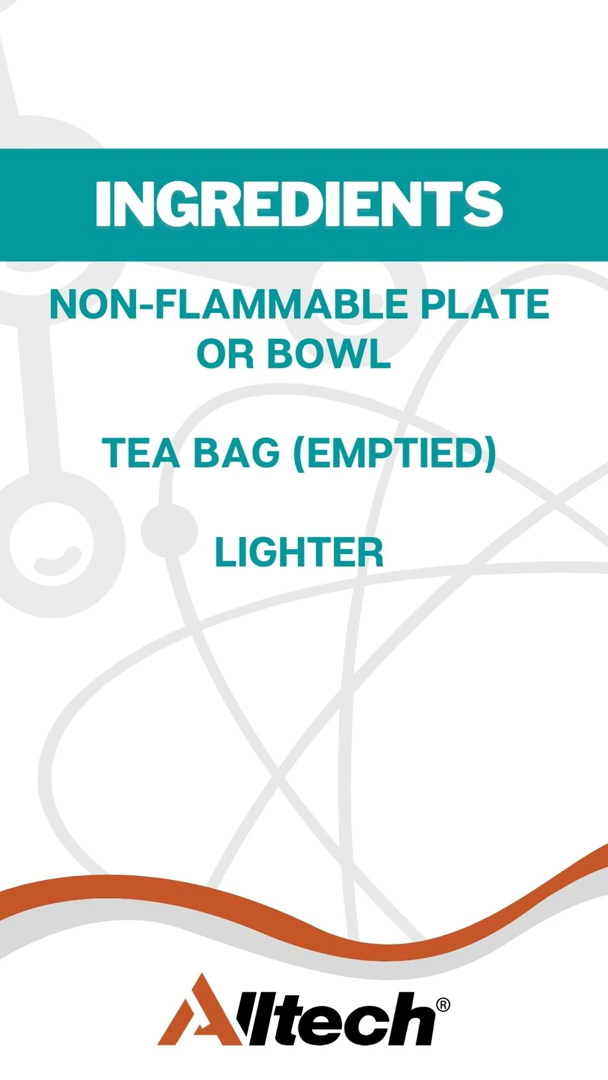 INGREDIENTS
NON-FLAMMABLE PLATE
OR BOWL
TEA BAG (EMPTIED)
LIGHTER
Alltech®